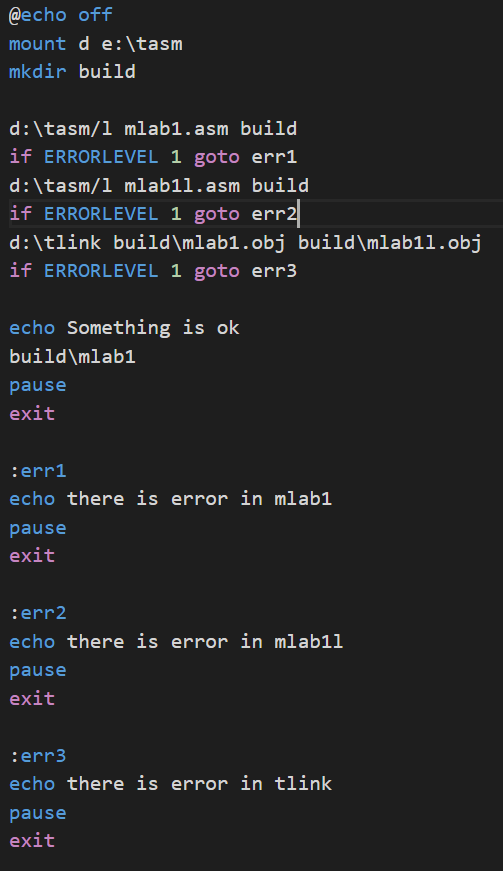 @echo off
mount d e:\tasm
mkdir build
d:\tasm/l mlab1.asm build
if ERRORLEVEL 1 goto err1
d:\tasm/l mlab1l.asm build
if ERRORLEVEL 1 goto err2
d:\tlink build\mlab1.obj build\mlab1l.obj
if ERRORLEVEL 1 goto err3
echo Something is ok
build\mlab1
pause
exit
:err1
echo there is error in mlab1
pause
exit
:err2
echo there is error in mlab1l
pause
exit
:err3
echo there is error in tlink
pause
exit